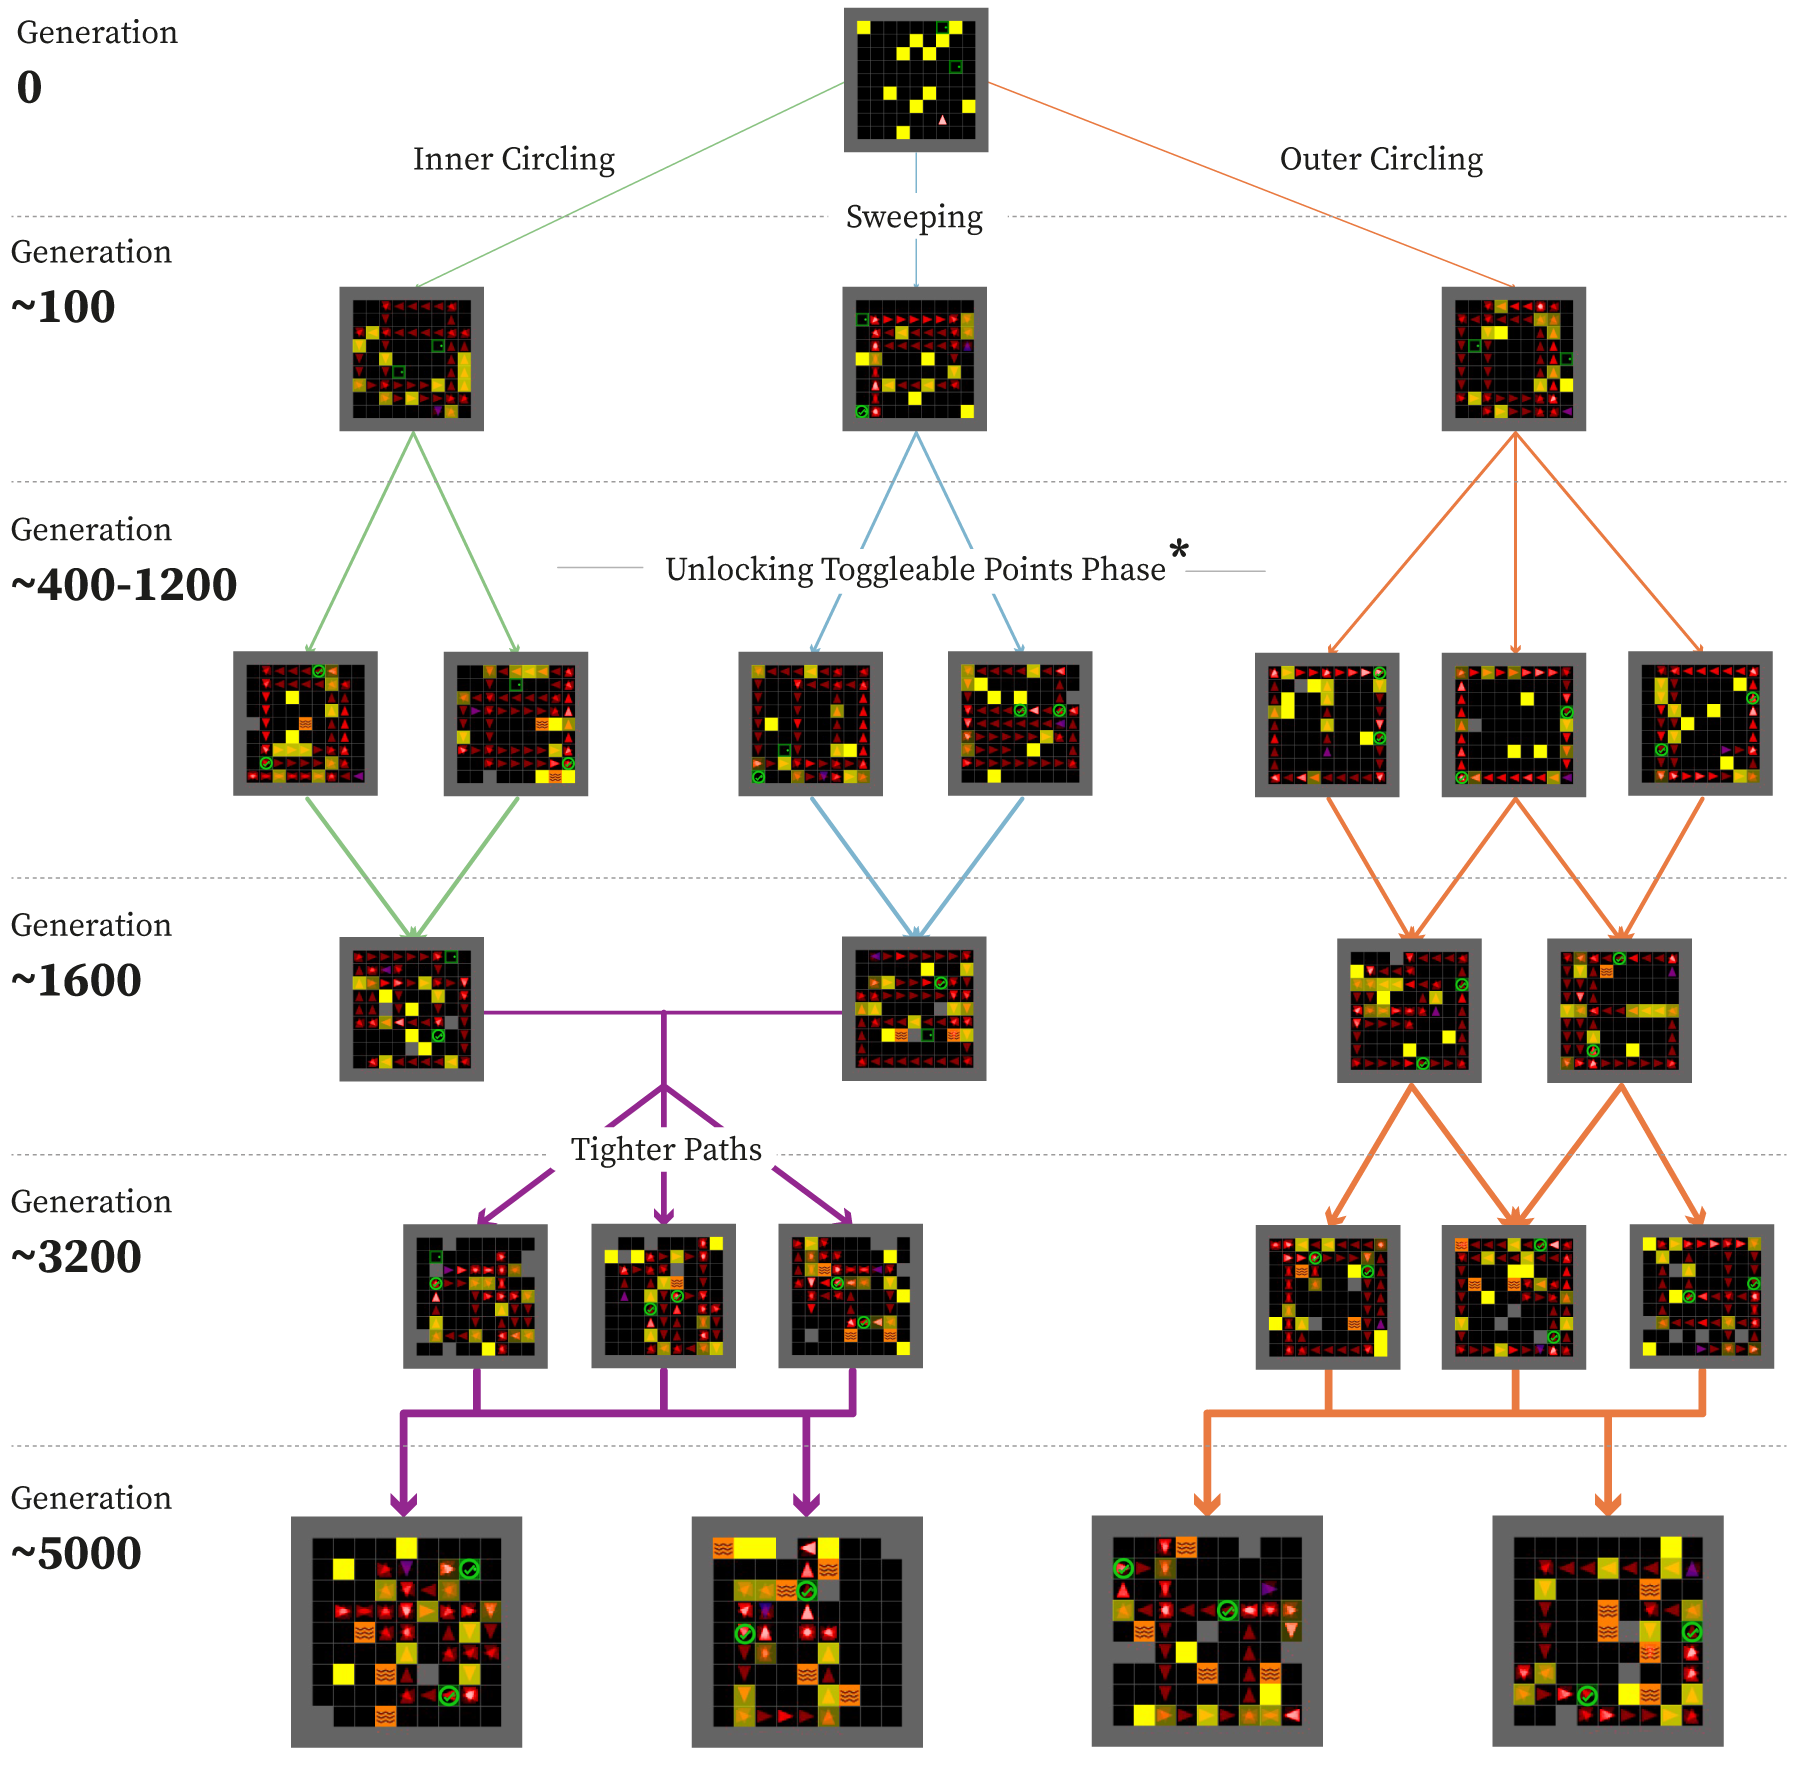 Generation
0
Inner Circling
Outer Circling
Sweeping
Generation
~100
Generation
~400-1200
Unlocking Toggleable Points Phase*
Generation
~1600
Tighter Paths
Generation
~3200
Generation
~5000